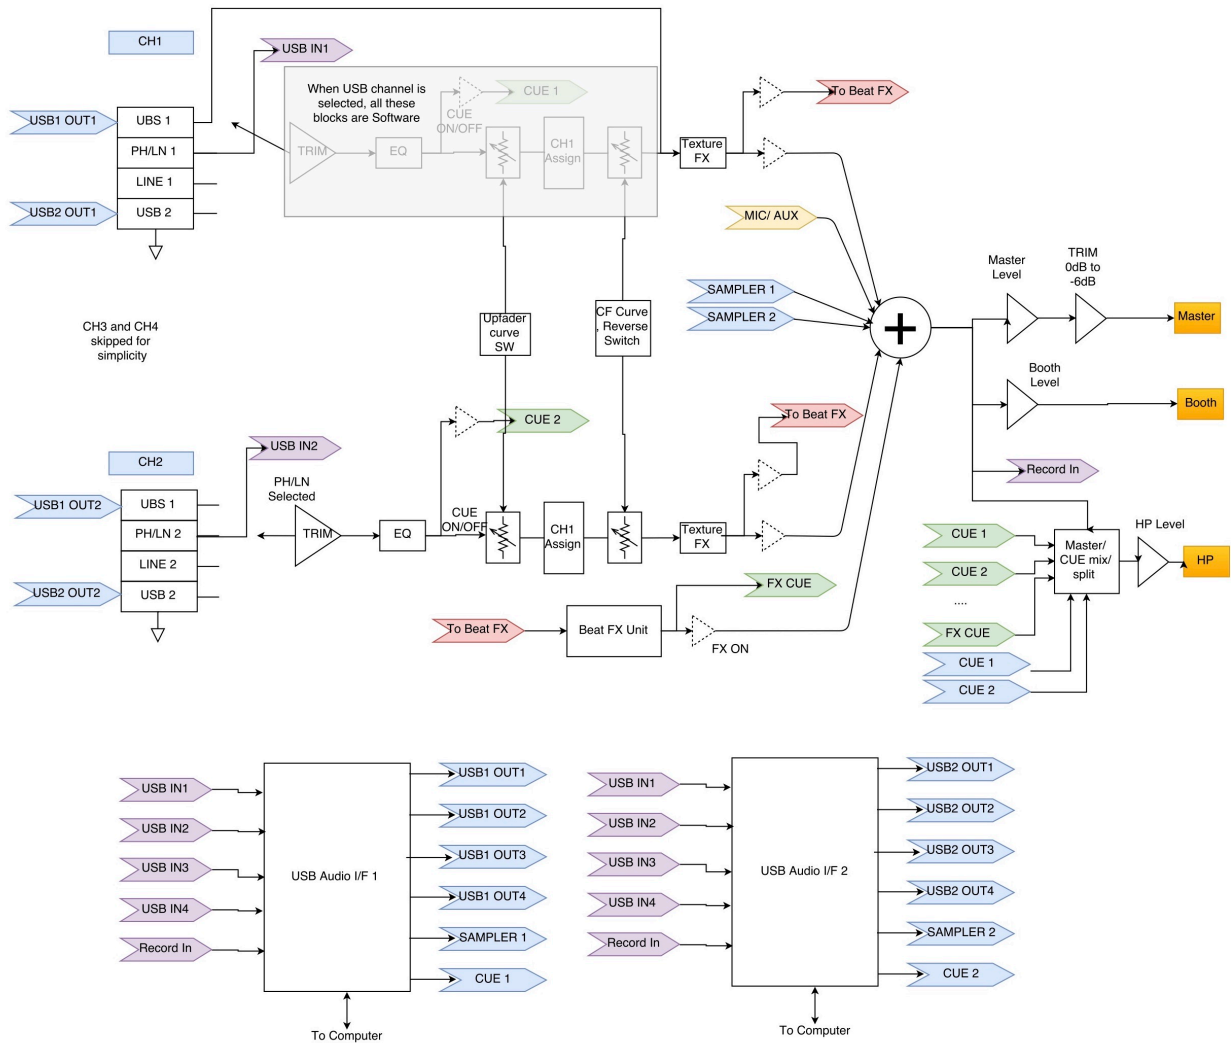 CH1
USB IN1
When USB channel is
selected, all these
blocks are Software
CUE 1
To Beat FX
USB1 OUT1
UBS 1
CUE
ON/OFF
PH/LN 1
TRIM
EQ
CH1
Assign
Texture
FX
LINE 1
USB2 OUT1
USB 2
MIC/ AUX
Master
Level
TRIM
0dB to
-6dB
SAMPLER 1
SAMPLER 2
Master
CH3 and CH4
skipped for
simplicity
Upfader
curve
SW
CF Curve
, Reverse
Switch
Booth
Level
Booth
To Beat FX
CUE 2
USB IN2
CH2
Record In
PH/LN
Selected
USB1 OUT2
UBS 1
CUE
ON/OFF
PH/LN 2
TRIM
EQ
CH1
Assign
Texture
FX
HP Level
CUE 1
Master/
CUE mix/
split
HP
LINE 2
CUE 2
USB2 OUT2
USB 2
FX CUE
....
To Beat FX
Beat FX Unit
FX ON
FX CUE
CUE 1
CUE 2
USB IN1
USB IN2
USB IN3
USB IN4
Record In
USB Audio I/F 1
USB1 OUT1
USB1 OUT2
USB1 OUT3
USB1 OUT4
SAMPLER 1
CUE 1
To Computer
USB IN1
USB IN2
USB IN3
USB IN4
Record In
USB Audio I/F 2
USB2 OUT1
USB2 OUT2
USB2 OUT3
USB2 OUT4
SAMPLER 2
CUE 2
To Computer